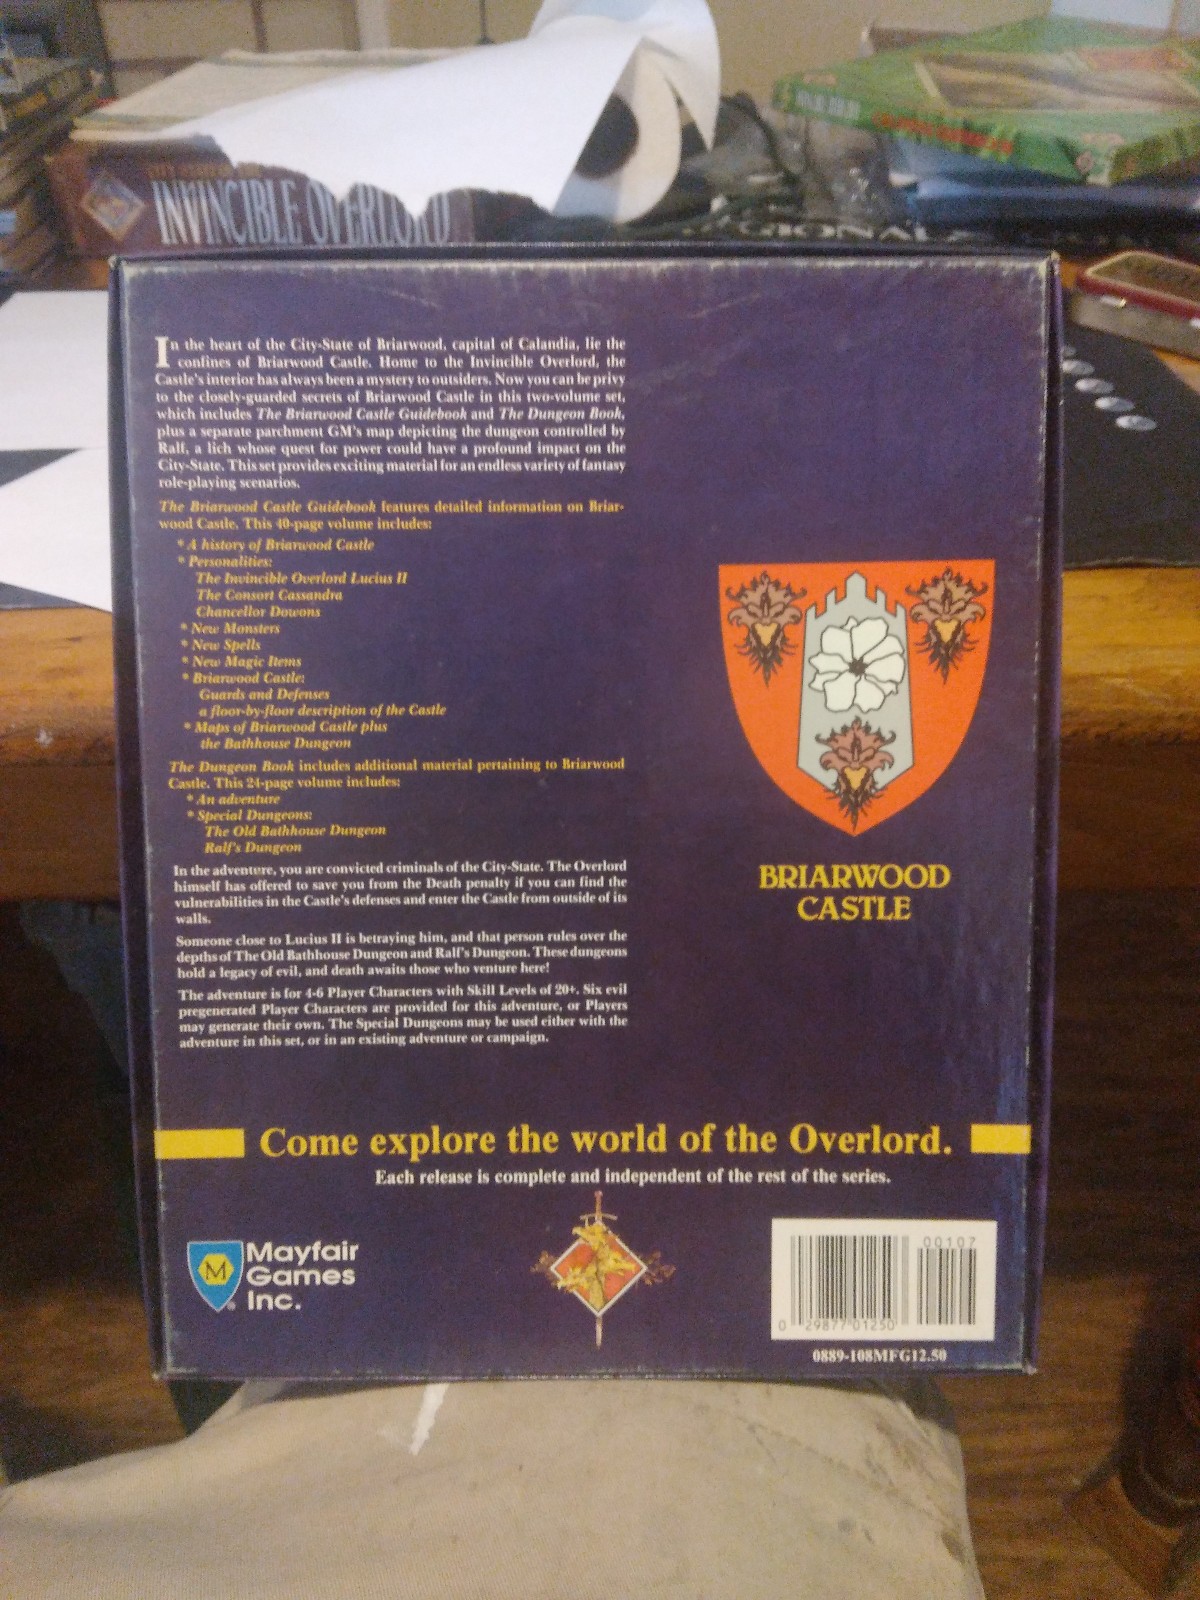 INVINCIBLE OVERLORD
In the heart of the City-State of Briarwood, capital of Calandia, lie the
confines of Briarwood Castle. Home to the Invincible Overlord, the
Castle's interior has always been a mystery to outsiders. Now you can be privy
to the closely-guarded secrets of Briarwood Castle in this two-volume set,
which includes The Briarwood Castle Guidebook and The Dungeon Book,
plus a separate parchment GM's map depicting the dungeon controlled by
Ralf, a lich whose quest for power could have a profound impact on the
City-State. This set provides exciting material for an endless variety of fantasy
role-playing scenarios.
The Briarwood Castle Guidebook features detailed information on Briar-
wood Castle. This 40-page volume includes:
* A history of Briarwood Castle
* Personalities:
The Invincible Overlord Lucius II
The Consort Cassandra
Chancellor Dowons
* New Monsters
* New Spells
* New Magic Items
* Briarwood Castle:
Guards and Defenses
a floor-by-floor description of the Castle
* Maps of Briarwood Castle plus
the Bathhouse Dungeon
The Dungeon Book includes additional material pertaining to Briarwood
Castle. This 24-page volume includes:
* An adventure
* Special Dungeons:
The Old Bathhouse Dungeon
Ralf's Dungeon
In the adventure, you are convicted criminals of the City-State. The Overlord
himself has offered to save you from the Death penalty if you can find the
vulnerabilities in the Castle's defenses and enter the Castle from outside of its
walls.
Someone close to Lucius II is betraying him, and that person rules over the
depths of The Old Bathhouse Dungeon and Ralf's Dungeon. These dungeons
hold a legacy of evil, and death awaits those who venture here!
The adventure is for 4-6 Player Characters with Skill Levels of 20+. Six evil
pregenerated Player Characters are provided for this adventure, or Players
may generate their own. The Special Dungeons may be used either with the
adventure in this set, or in an existing adventure or campaign.
BRIARWOOD
CASTLE
Come explore the world of the Overlord.
Each release is complete and independent of the rest of the series.
M
Mayfair
Games
Inc.
00107
0 29877 01250
0889-108MFG12.50